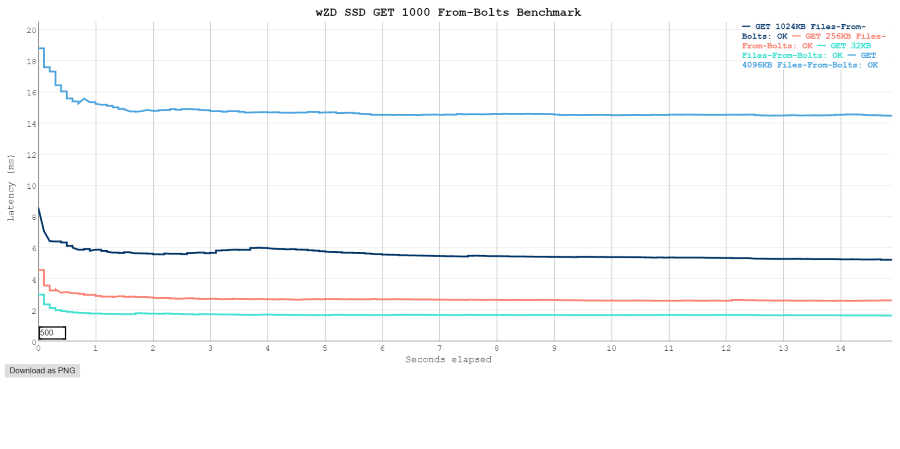 wZD SSD GET 1000 From-Bolts Benchmark
— GET 1024KB Files-From-
Bolts: OK — GET 256KB Files-
From-Bolts: OK — GET 32KB
Files-From-Bolts: OK — GET
4096KB Files-From-Bolts: OK
20
18
16
14
12
10
8
6
4
2
0
Latency (ms)
500
0 1 2 3 4 5 6 7 8 9 10 11 12 13 14
Seconds elapsed
Download as PNG